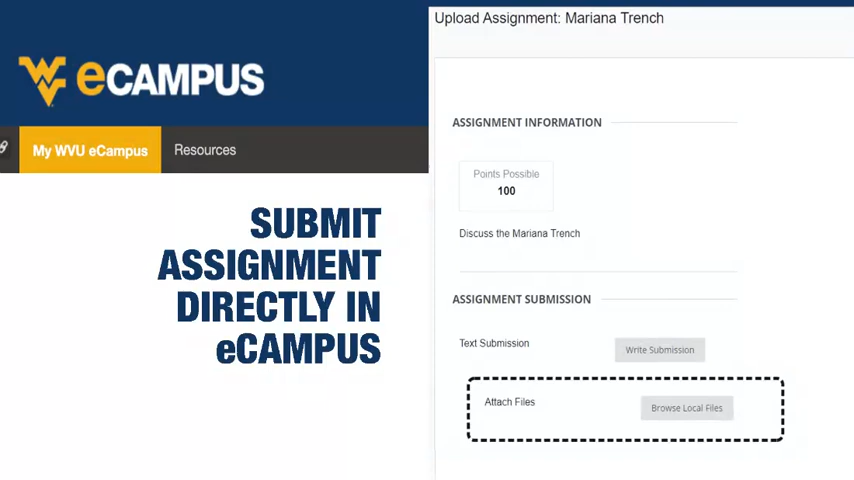 WV eCAMPUS
My WVU eCampus
Resources
SUBMIT
ASSIGNMENT
DIRECTLY IN
eCAMPUS
Upload Assignment: Mariana Trench
ASSIGNMENT INFORMATION
Points Possible
100
Discuss the Mariana Trench
ASSIGNMENT SUBMISSION
Text Submission
Write Submission
Attach Files
Browse Local Files